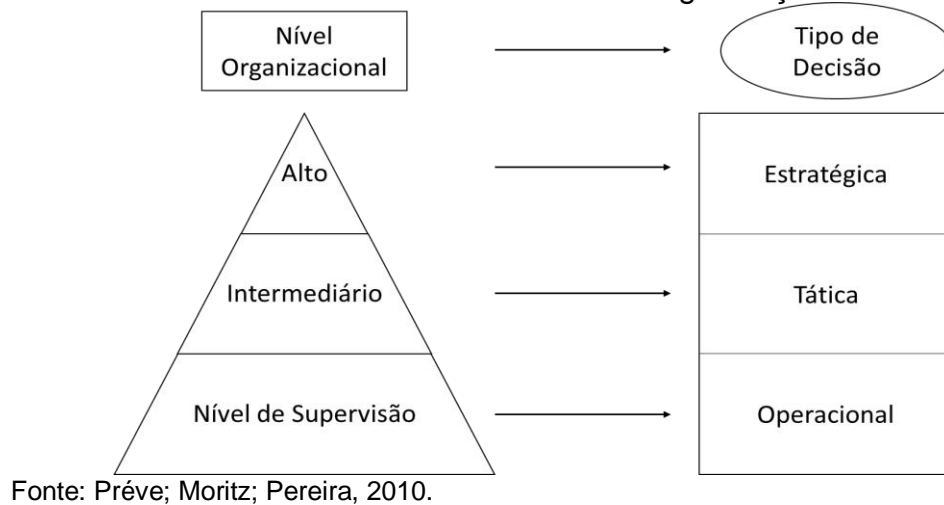 Nível
Organizacional
Tipo de
Decisão
Alto
Estratégica
Intermediário
Tática
Nível de Supervisão
Operacional
Fonte: Préve; Moritz; Pereira, 2010.